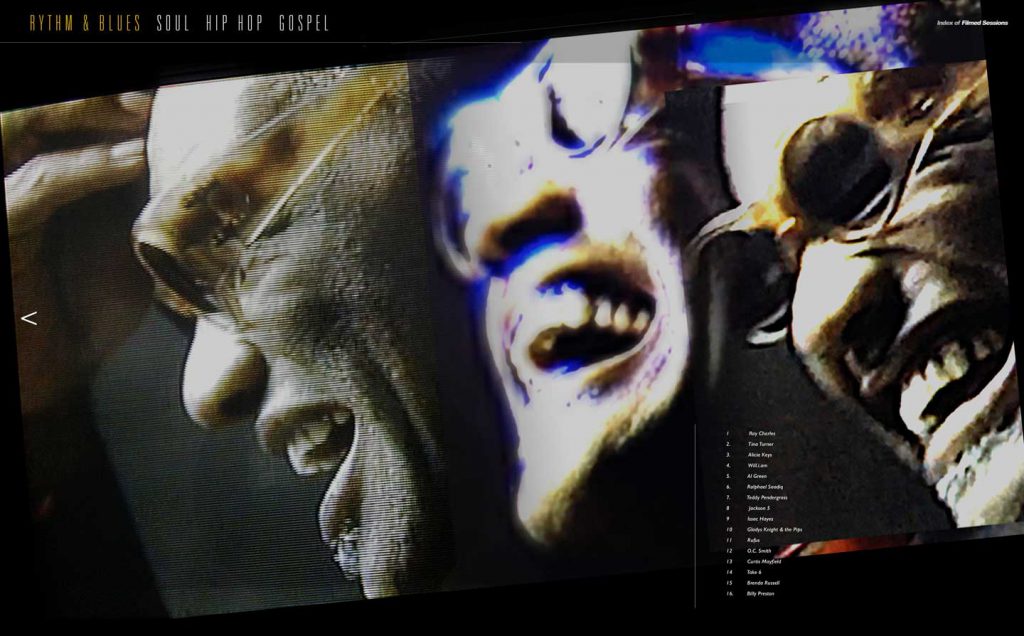 RYTHM & BLUES SOUL HIP HOP GOSPEL
Index of Filmed Sessions
<
1 Ray Charles
2. Tina Turner
3. Alicia Keys
4. Will.I.am
5. Al Green
6. Ralphael Saadiq
7. Teddy Pendergrass
8 Jackson 5
9 Isaac Hayes
10 Gladys Knight & the Pips
11 Rufus
12 O.C. Smith
13 Curtis Mayfield
14 Take 6
15 Brenda Russell
16. Billy Preston